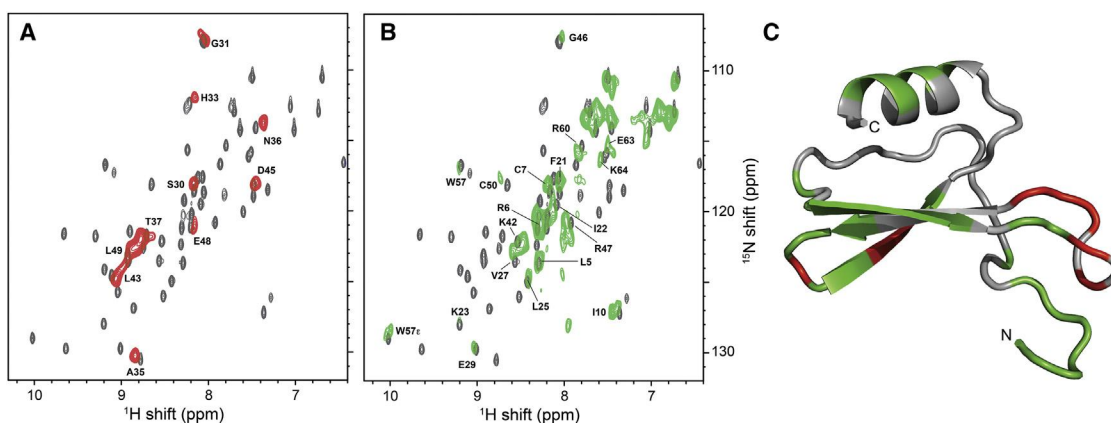 A
B
C
G31
H33
N36
D45
S30
T37
L49
E48
L43
A35
10
9
8
7
¹H shift (ppm)
G46
R60
E63
W57
C7
F21
K64
C50
R6
I22
K42
R47
V27
L5
L25
K23
I10
W57ε
E29
10
9
8
7
¹H shift (ppm)
110
120
130
¹⁵N shift (ppm)
C
N